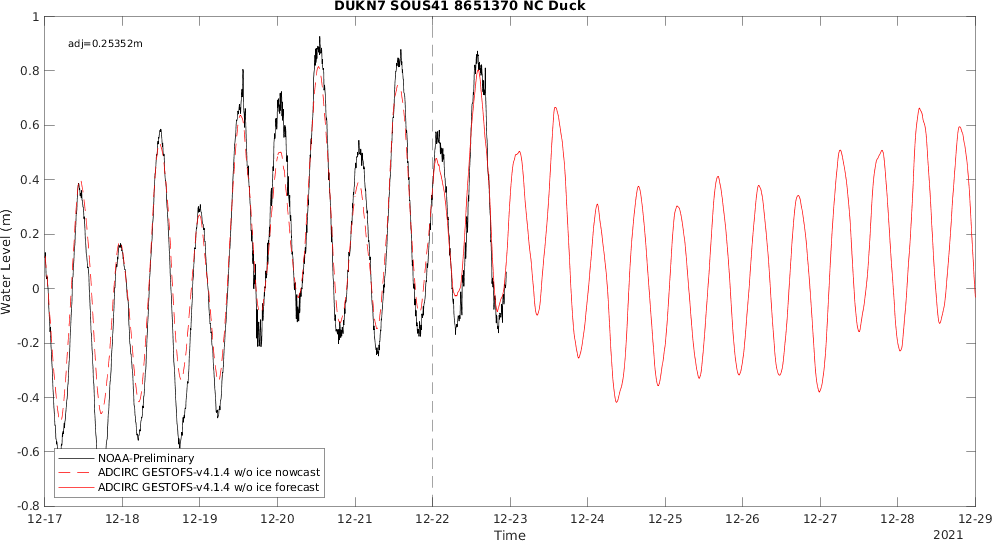 DUKN7 SOUS41 8651370 NC Duck
adj=0.25352m
Water Level (m)
1
0.8
0.6
0.4
0.2
0
-0.2
-0.4
-0.6
-0.8
NOAA-Preliminary
ADCIRC GESTOFS-v4.1.4 w/o ice nowcast
ADCIRC GESTOFS-v4.1.4 w/o ice forecast
12-17 12-18 12-19 12-20 12-21 12-22 12-23 12-24 12-25 12-26 12-27 12-28 12-29
Time
2021